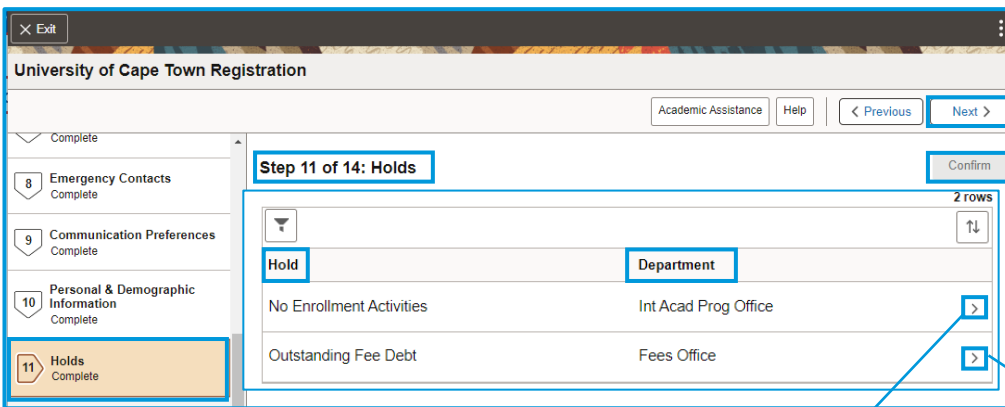 × Exit
University of Cape Town Registration
Academic Assistance Help < Previous Next >
Complete
8 Emergency Contacts
Complete
9 Communication Preferences
Complete
10 Personal & Demographic
Information
Complete
11 Holds
Complete
Step 11 of 14: Holds
Confirm
2 rows
Hold Department
No Enrollment Activities Int Acad Prog Office >
Outstanding Fee Debt Fees Office >